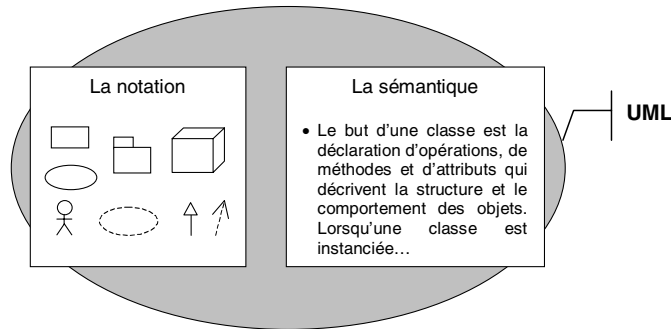 La notation
La sémantique
UML
• Le but d’une classe est la
déclaration d’opérations, de
méthodes et d’attributs qui
décrivent la structure et le
comportement des objets.
Lorsqu’une classe est
instanciée…